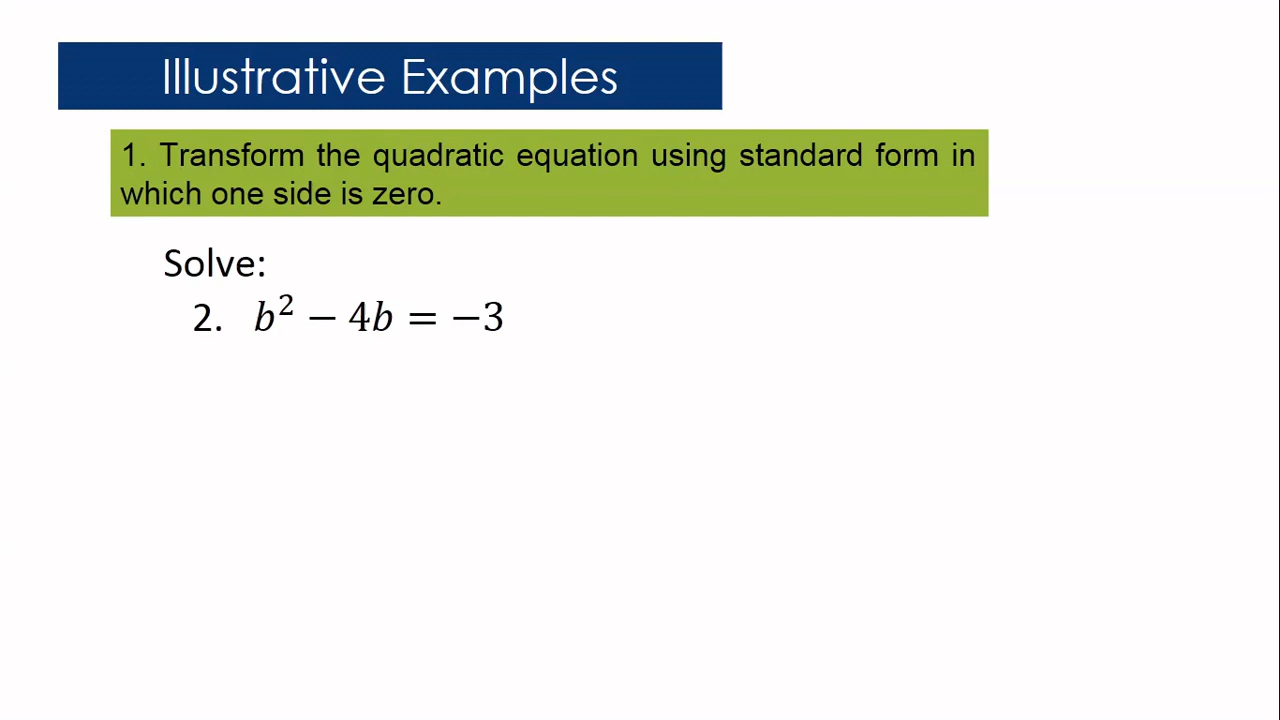 Illustrative Examples
1. Transform the quadratic equation using standard form in
which one side is zero.
Solve:
2. b² − 4b = −3